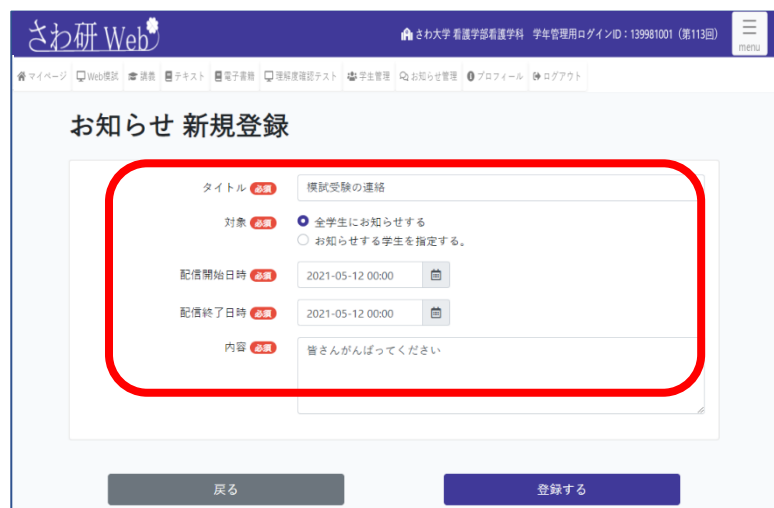 さわ研 Web
さわ大学 看護学部看護学科 学年管理用ログインID：139981001（第113回）
menu
マイページ Web模試 講義 テキスト 電子書籍 理解度確認テスト 学生管理 お知らせ管理 プロフィール ログアウト
お知らせ 新規登録
タイトル 必須 模試受験の連絡
対象 必須 全学生にお知らせする
お知らせする学生を指定する。
配信開始日時 必須 2021-05-12 00:00
配信終了日時 必須 2021-05-12 00:00
内容 必須 皆さんがんばってください
戻る 登録する